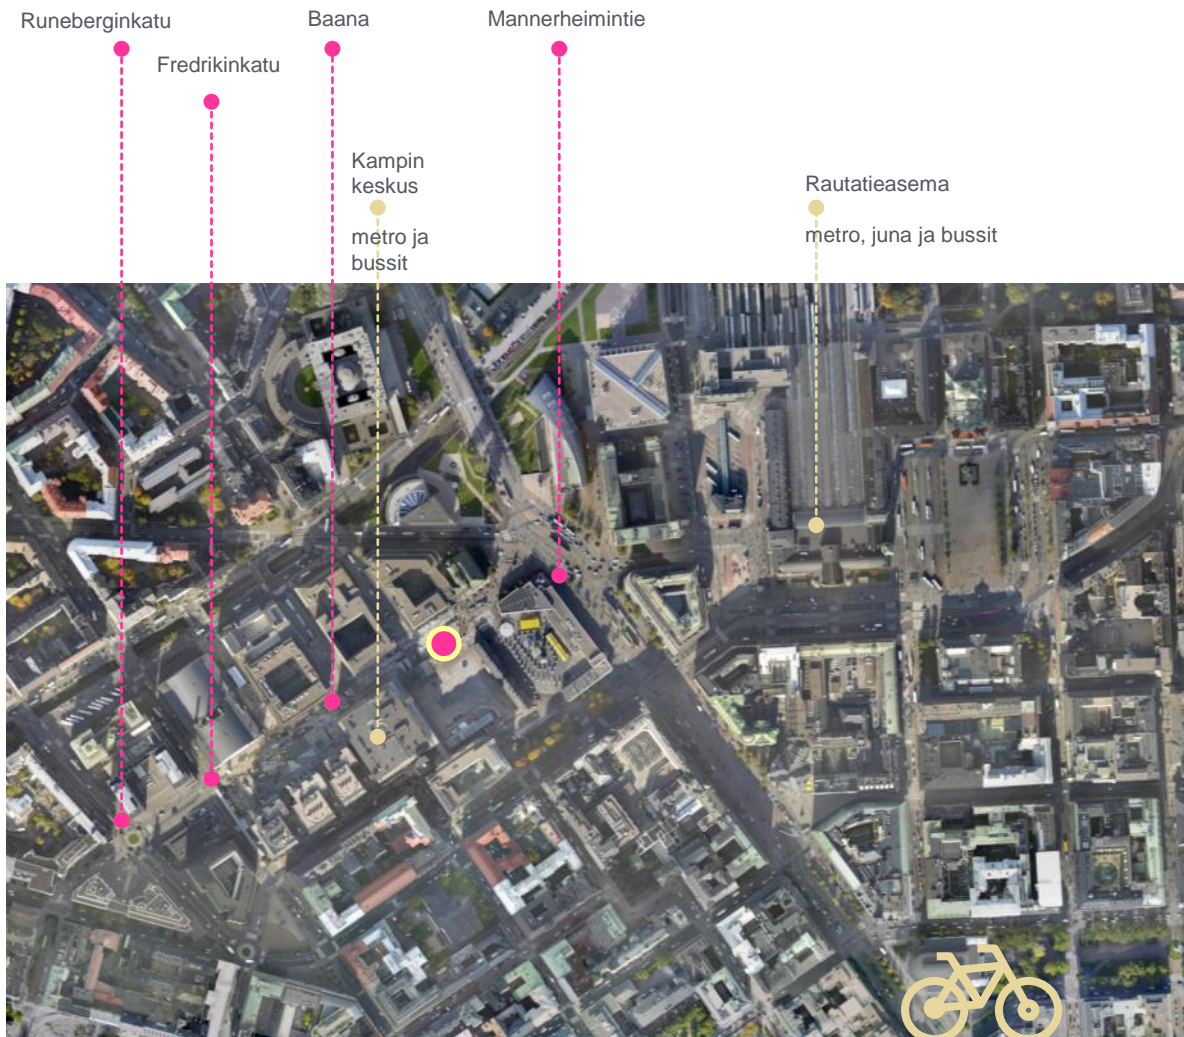 Runeberginkatu
Baana
Mannerheimintie
Fredrikinkatu
Kampin
keskus
metro ja
bussit
Rautatieasema
metro, juna ja bussit